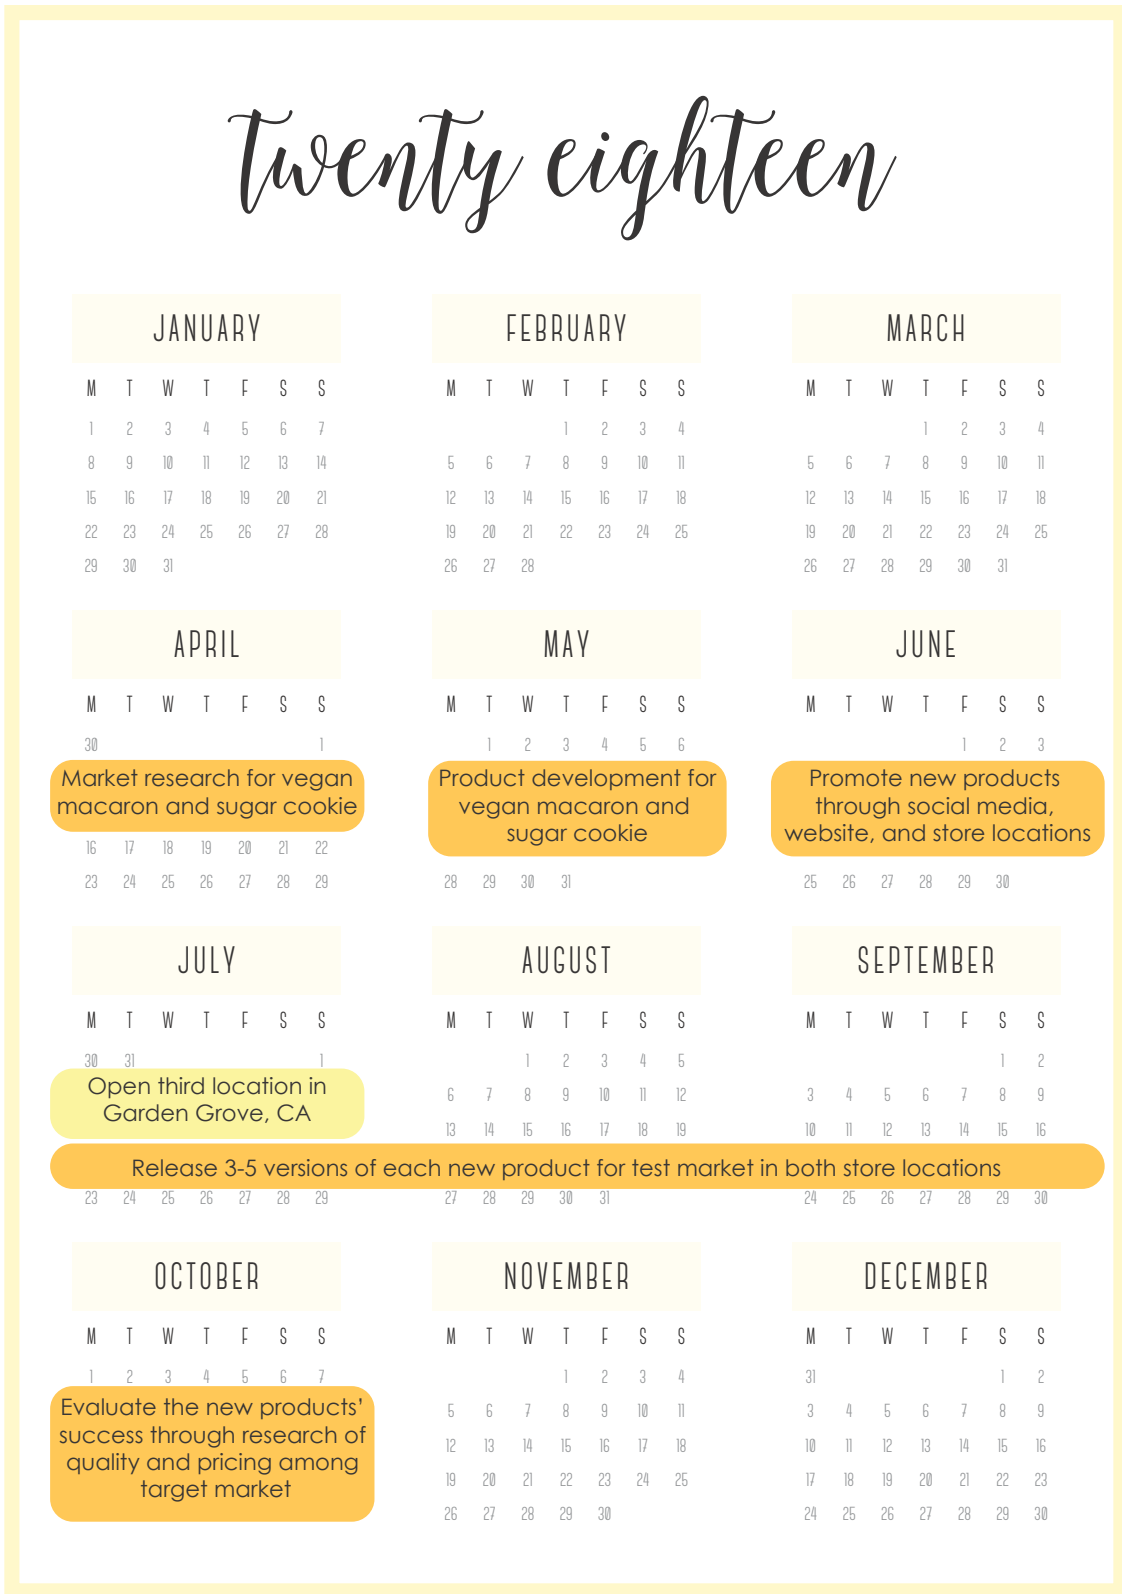 twenty eighteen
JANUARY FEBRUARY MARCH
M T W T F S S M T W T F S S M T W T F S S
1 2 3 4 5 6 7 1 2 3 4 1 2 3 4
8 9 10 11 12 13 14 5 6 7 8 9 10 11 5 6 7 8 9 10 11
15 16 17 18 19 20 21 12 13 14 15 16 17 18 12 13 14 15 16 17 18
22 23 24 25 26 27 28 19 20 21 22 23 24 25 19 20 21 22 23 24 25
29 30 31 26 27 28 26 27 28 29 30 31
APRIL MAY JUNE
M T W T F S S M T W T F S S M T W T F S S
30 1 1 2 3 4 5 6 1 2 3
Market research for vegan
macaron and sugar cookie
Product development for
vegan macaron and
sugar cookie
Promote new products
through social media,
website, and store locations
16 17 18 19 20 21 22
23 24 25 26 27 28 29 28 29 30 31 25 26 27 28 29 30
JULY AUGUST SEPTEMBER
M T W T F S S M T W T F S S M T W T F S S
30 31 1 1 2 3 4 5 1 2
Open third location in
Garden Grove, CA
6 7 8 9 10 11 12 3 4 5 6 7 8 9
13 14 15 16 17 18 19 10 11 12 13 14 15 16
Release 3-5 versions of each new product for test market in both store locations
23 24 25 26 27 28 29 27 28 29 30 31 24 25 26 27 28 29 30
OCTOBER NOVEMBER DECEMBER
M T W T F S S M T W T F S S M T W T F S S
1 2 3 4 5 6 7 1 2 3 4 31 1 2
Evaluate the new products’
success through research of
quality and pricing among
target market
5 6 7 8 9 10 11 3 4 5 6 7 8 9
12 13 14 15 16 17 18 10 11 12 13 14 15 16
19 20 21 22 23 24 25 17 18 19 20 21 22 23
26 27 28 29 30 24 25 26 27 28 29 30